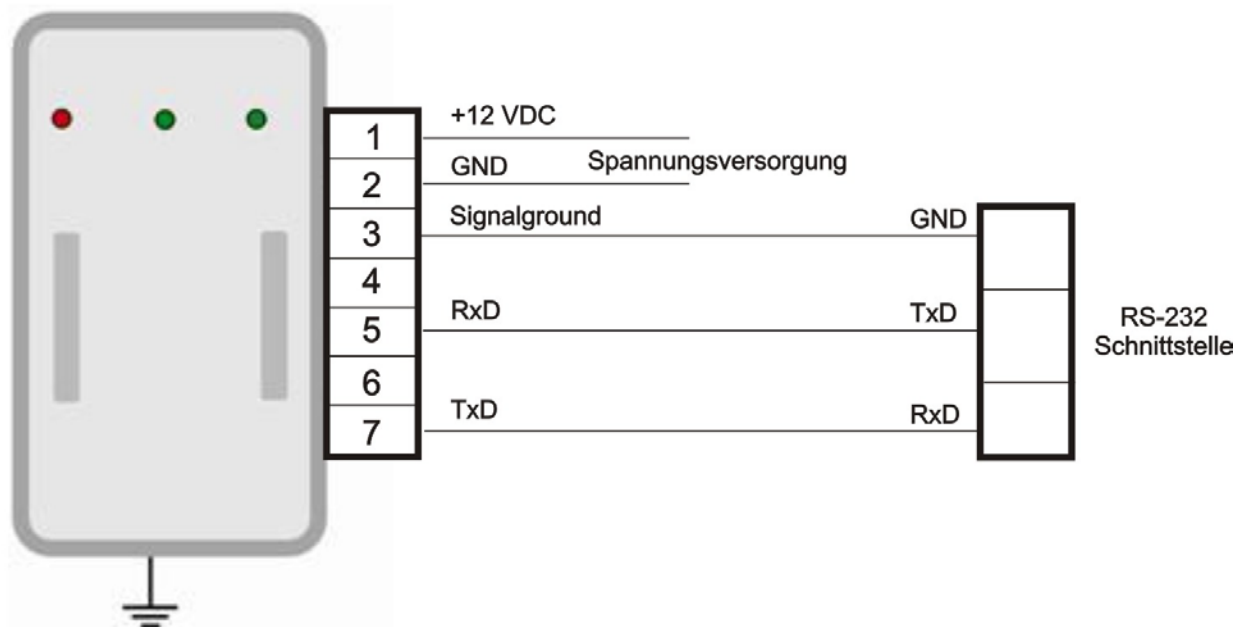 1
+12 VDC
2
GND
Spannungsversorgung
3
Signalground
GND
4
5
RxD
TxD
6
7
TxD
RxD
RS-232
Schnittstelle